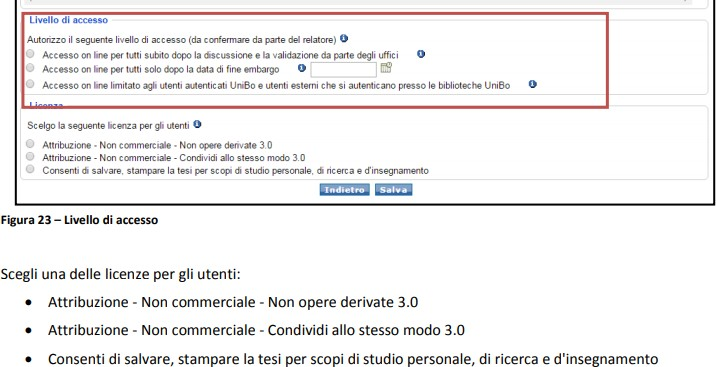 Livello di accesso
Autorizzo il seguente livello di accesso (da confermare da parte del relatore)
Accesso on line per tutti subito dopo la discussione e la validazione da parte degli uffici
Accesso on line per tutti solo dopo la data di fine embargo
Accesso on line limitato agli utenti autenticati UniBo e utenti esterni che si autenticano presso le biblioteche UniBo
Licenza
Scelgo la seguente licenza per gli utenti
Attribuzione - Non commerciale - Non opere derivate 3.0
Attribuzione - Non commerciale - Condividi allo stesso modo 3.0
Consenti di salvare, stampare la tesi per scopi di studio personale, di ricerca e d'insegnamento
Indietro Salva
Figura 23 – Livello di accesso
Scegli una delle licenze per gli utenti:
• Attribuzione - Non commerciale - Non opere derivate 3.0
• Attribuzione - Non commerciale - Condividi allo stesso modo 3.0
• Consenti di salvare, stampare la tesi per scopi di studio personale, di ricerca e d'insegnamento